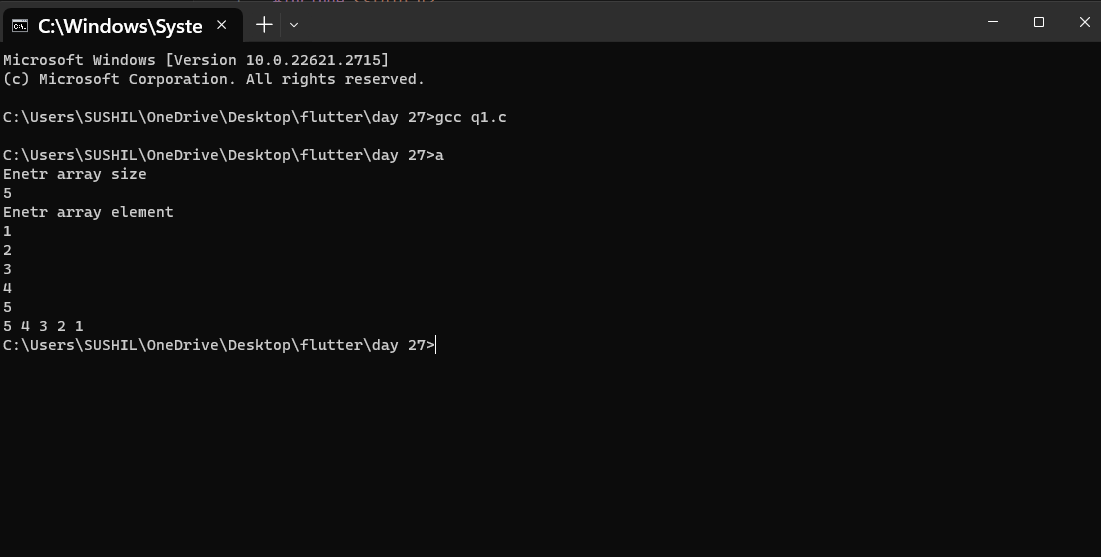 C:\Windows\Syste
Microsoft Windows [Version 10.0.22621.2715]
(c) Microsoft Corporation. All rights reserved.
C:\Users\SUSHIL\OneDrive\Desktop\flutter\day 27>gcc q1.c
C:\Users\SUSHIL\OneDrive\Desktop\flutter\day 27>a
Enetr array size
5
Enetr array element
1
2
3
4
5
5 4 3 2 1
C:\Users\SUSHIL\OneDrive\Desktop\flutter\day 27>